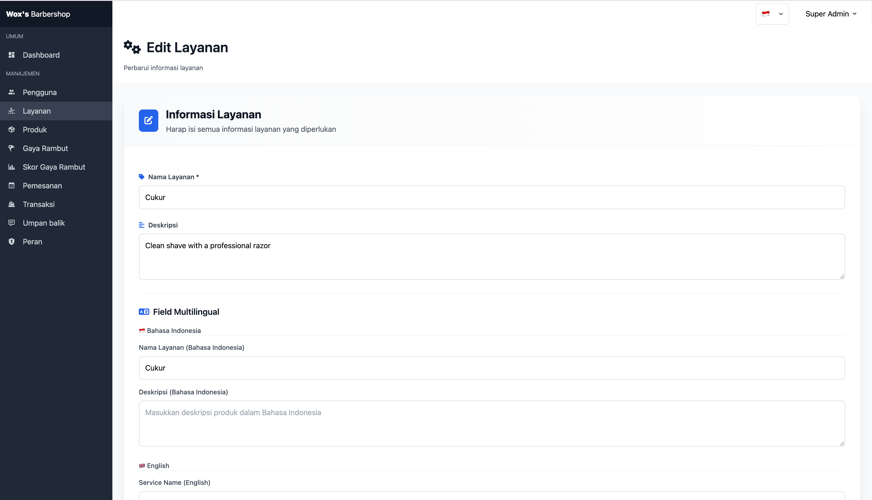 Wox's Barbershop
Super Admin
UMUM
Dashboard
MANAJEMEN
Pengguna
Layanan
Produk
Gaya Rambut
Skor Gaya Rambut
Pemesanan
Transaksi
Umpan balik
Peran
Edit Layanan
Perbarui informasi layanan
Informasi Layanan
Harap isi semua informasi layanan yang diperlukan
Nama Layanan *
Cukur
Deskripsi
Clean shave with a professional razor
Field Multilingual
Bahasa Indonesia
Nama Layanan (Bahasa Indonesia)
Cukur
Deskripsi (Bahasa Indonesia)
Masukkan deskripsi produk dalam Bahasa Indonesia
English
Service Name (English)